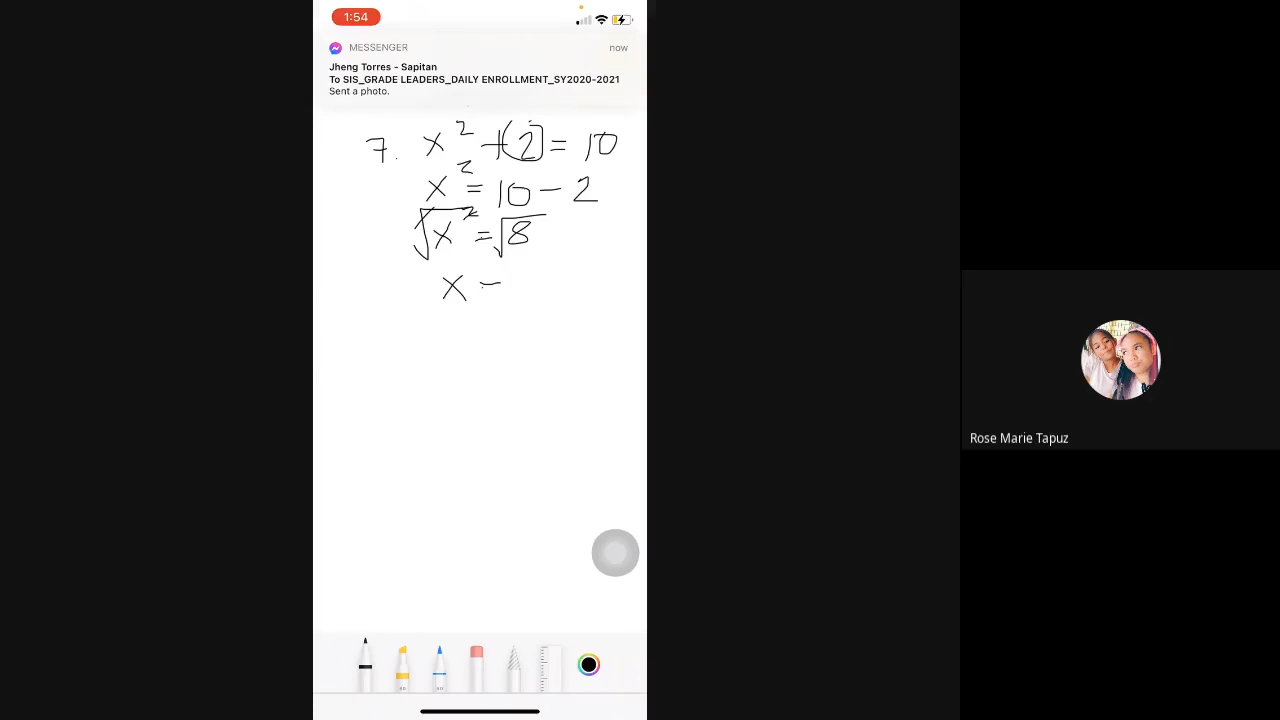 1:54
MESSENGER
now
Jheng Torres - Sapitan
To SIS_GRADE LEADERS_DAILY ENROLLMENT_SY2020-2021
Sent a photo.
7. x² + (2) = 10
x² = 10 - 2
√x² = √8
x =
Rose Marie Tapuz